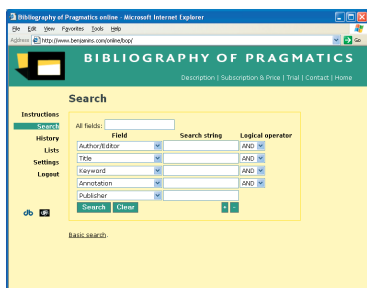 Bibliography of Pragmatics online - Microsoft Internet Explorer
File Edit View Favorites Tools Help
Address http://www.benjamins.com/online/bop/ Go
BIBLIOGRAPHY OF PRAGMATICS
Description | Subscription & Price | Trial | Contact | Home
Search
Instructions
Search
History
Lists
Settings
Logout
All fields:
Field Search string Logical operator
Author/Editor AND
Title AND
Keyword AND
Annotation AND
Publisher
Search Clear + -
Basic search.